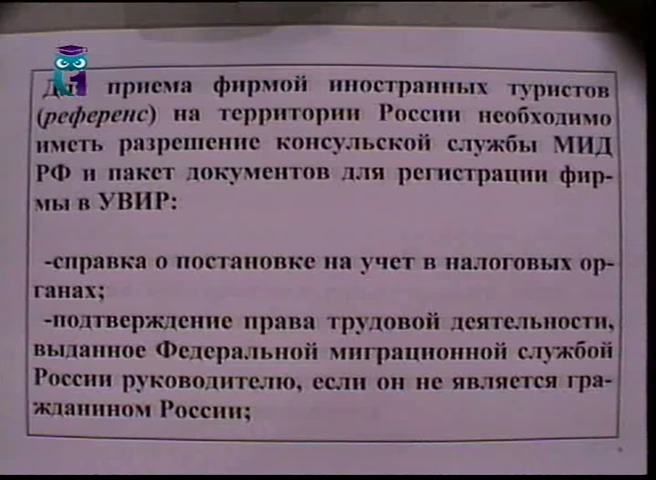 Для приема фирмой иностранных туристов
(референс) на территории России необходимо
иметь разрешение консульской службы МИД
РФ и пакет документов для регистрации фир-
мы в УВИР:
-справка о постановке на учет в налоговых ор-
ганах;
-подтверждение права трудовой деятельности,
выданное Федеральной миграционной службой
России руководителю, если он не является гра-
жданином России;